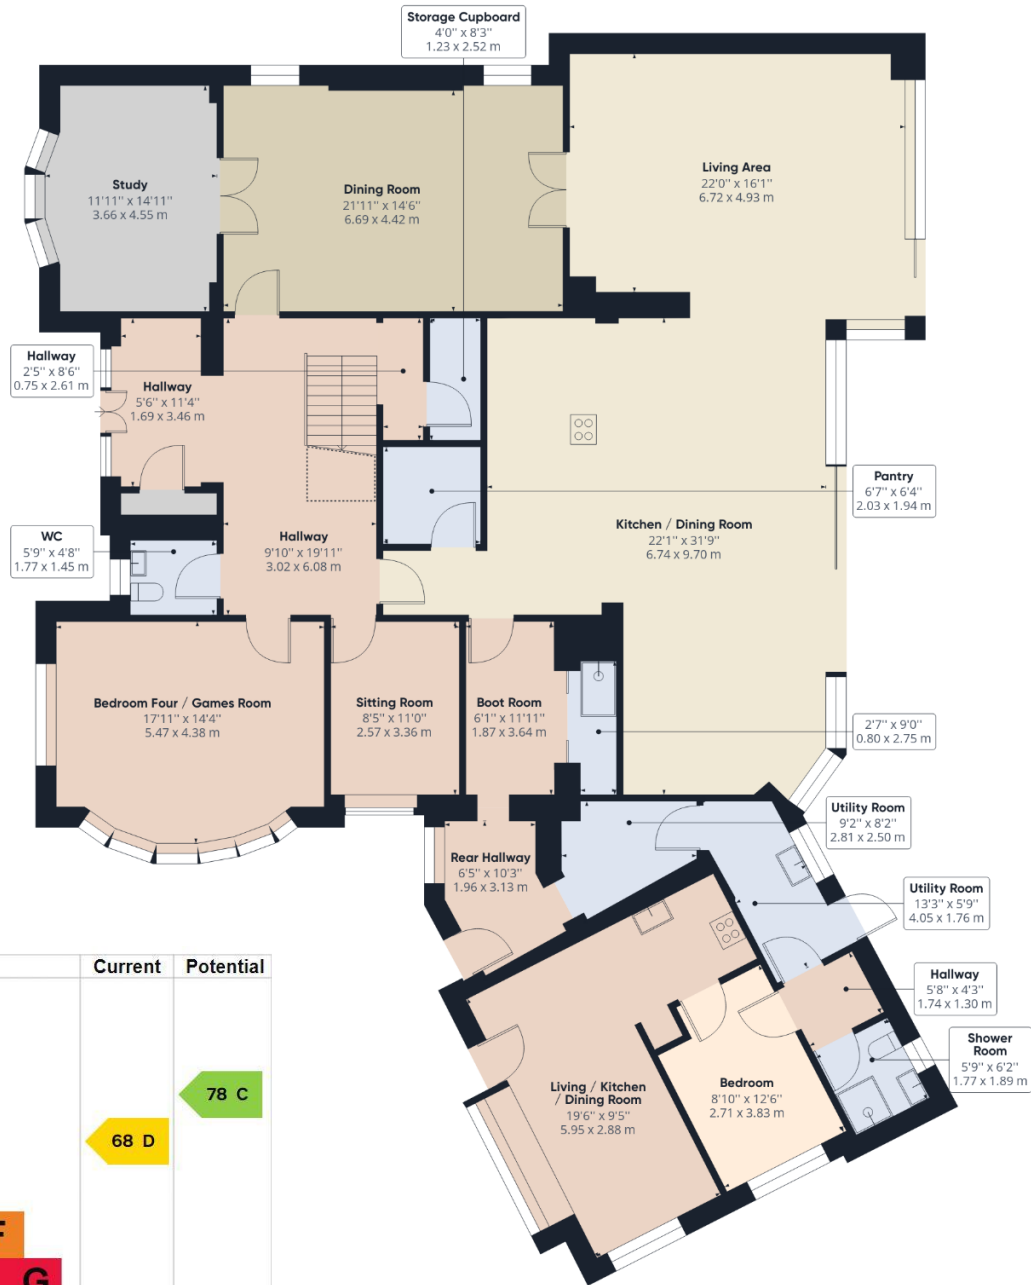 Storage Cupboard
4'0" x 8'3"
1.23 x 2.52 m
Study
11'11" x 14'11"
3.66 x 4.55 m
Dining Room
21'11" x 14'6"
6.69 x 4.42 m
Living Area
22'0" x 16'1"
6.72 x 4.93 m
Hallway
2'5" x 8'6"
0.75 x 2.61 m
Hallway
5'6" x 11'4"
1.69 x 3.46 m
Pantry
6'7" x 6'4"
2.03 x 1.94 m
WC
5'9" x 4'8"
1.77 x 1.45 m
Hallway
9'10" x 19'11"
3.02 x 6.08 m
Kitchen / Dining Room
22'1" x 31'9"
6.74 x 9.70 m
Bedroom Four / Games Room
17'11" x 14'4"
5.47 x 4.38 m
Sitting Room
8'5" x 11'0"
2.57 x 3.36 m
Boot Room
6'1" x 11'11"
1.87 x 3.64 m
2'7" x 9'0"
0.80 x 2.75 m
Utility Room
9'2" x 8'2"
2.81 x 2.50 m
Rear Hallway
6'5" x 10'3"
1.96 x 3.13 m
Utility Room
13'3" x 5'9"
4.05 x 1.76 m
Hallway
5'8" x 4'3"
1.74 x 1.30 m
Shower
Room
5'9" x 6'2"
1.77 x 1.89 m
Living / Kitchen
/ Dining Room
19'6" x 9'5"
5.95 x 2.88 m
Bedroom
8'10" x 12'6"
2.71 x 3.83 m
Current Potential
78 C
68 D
F
G